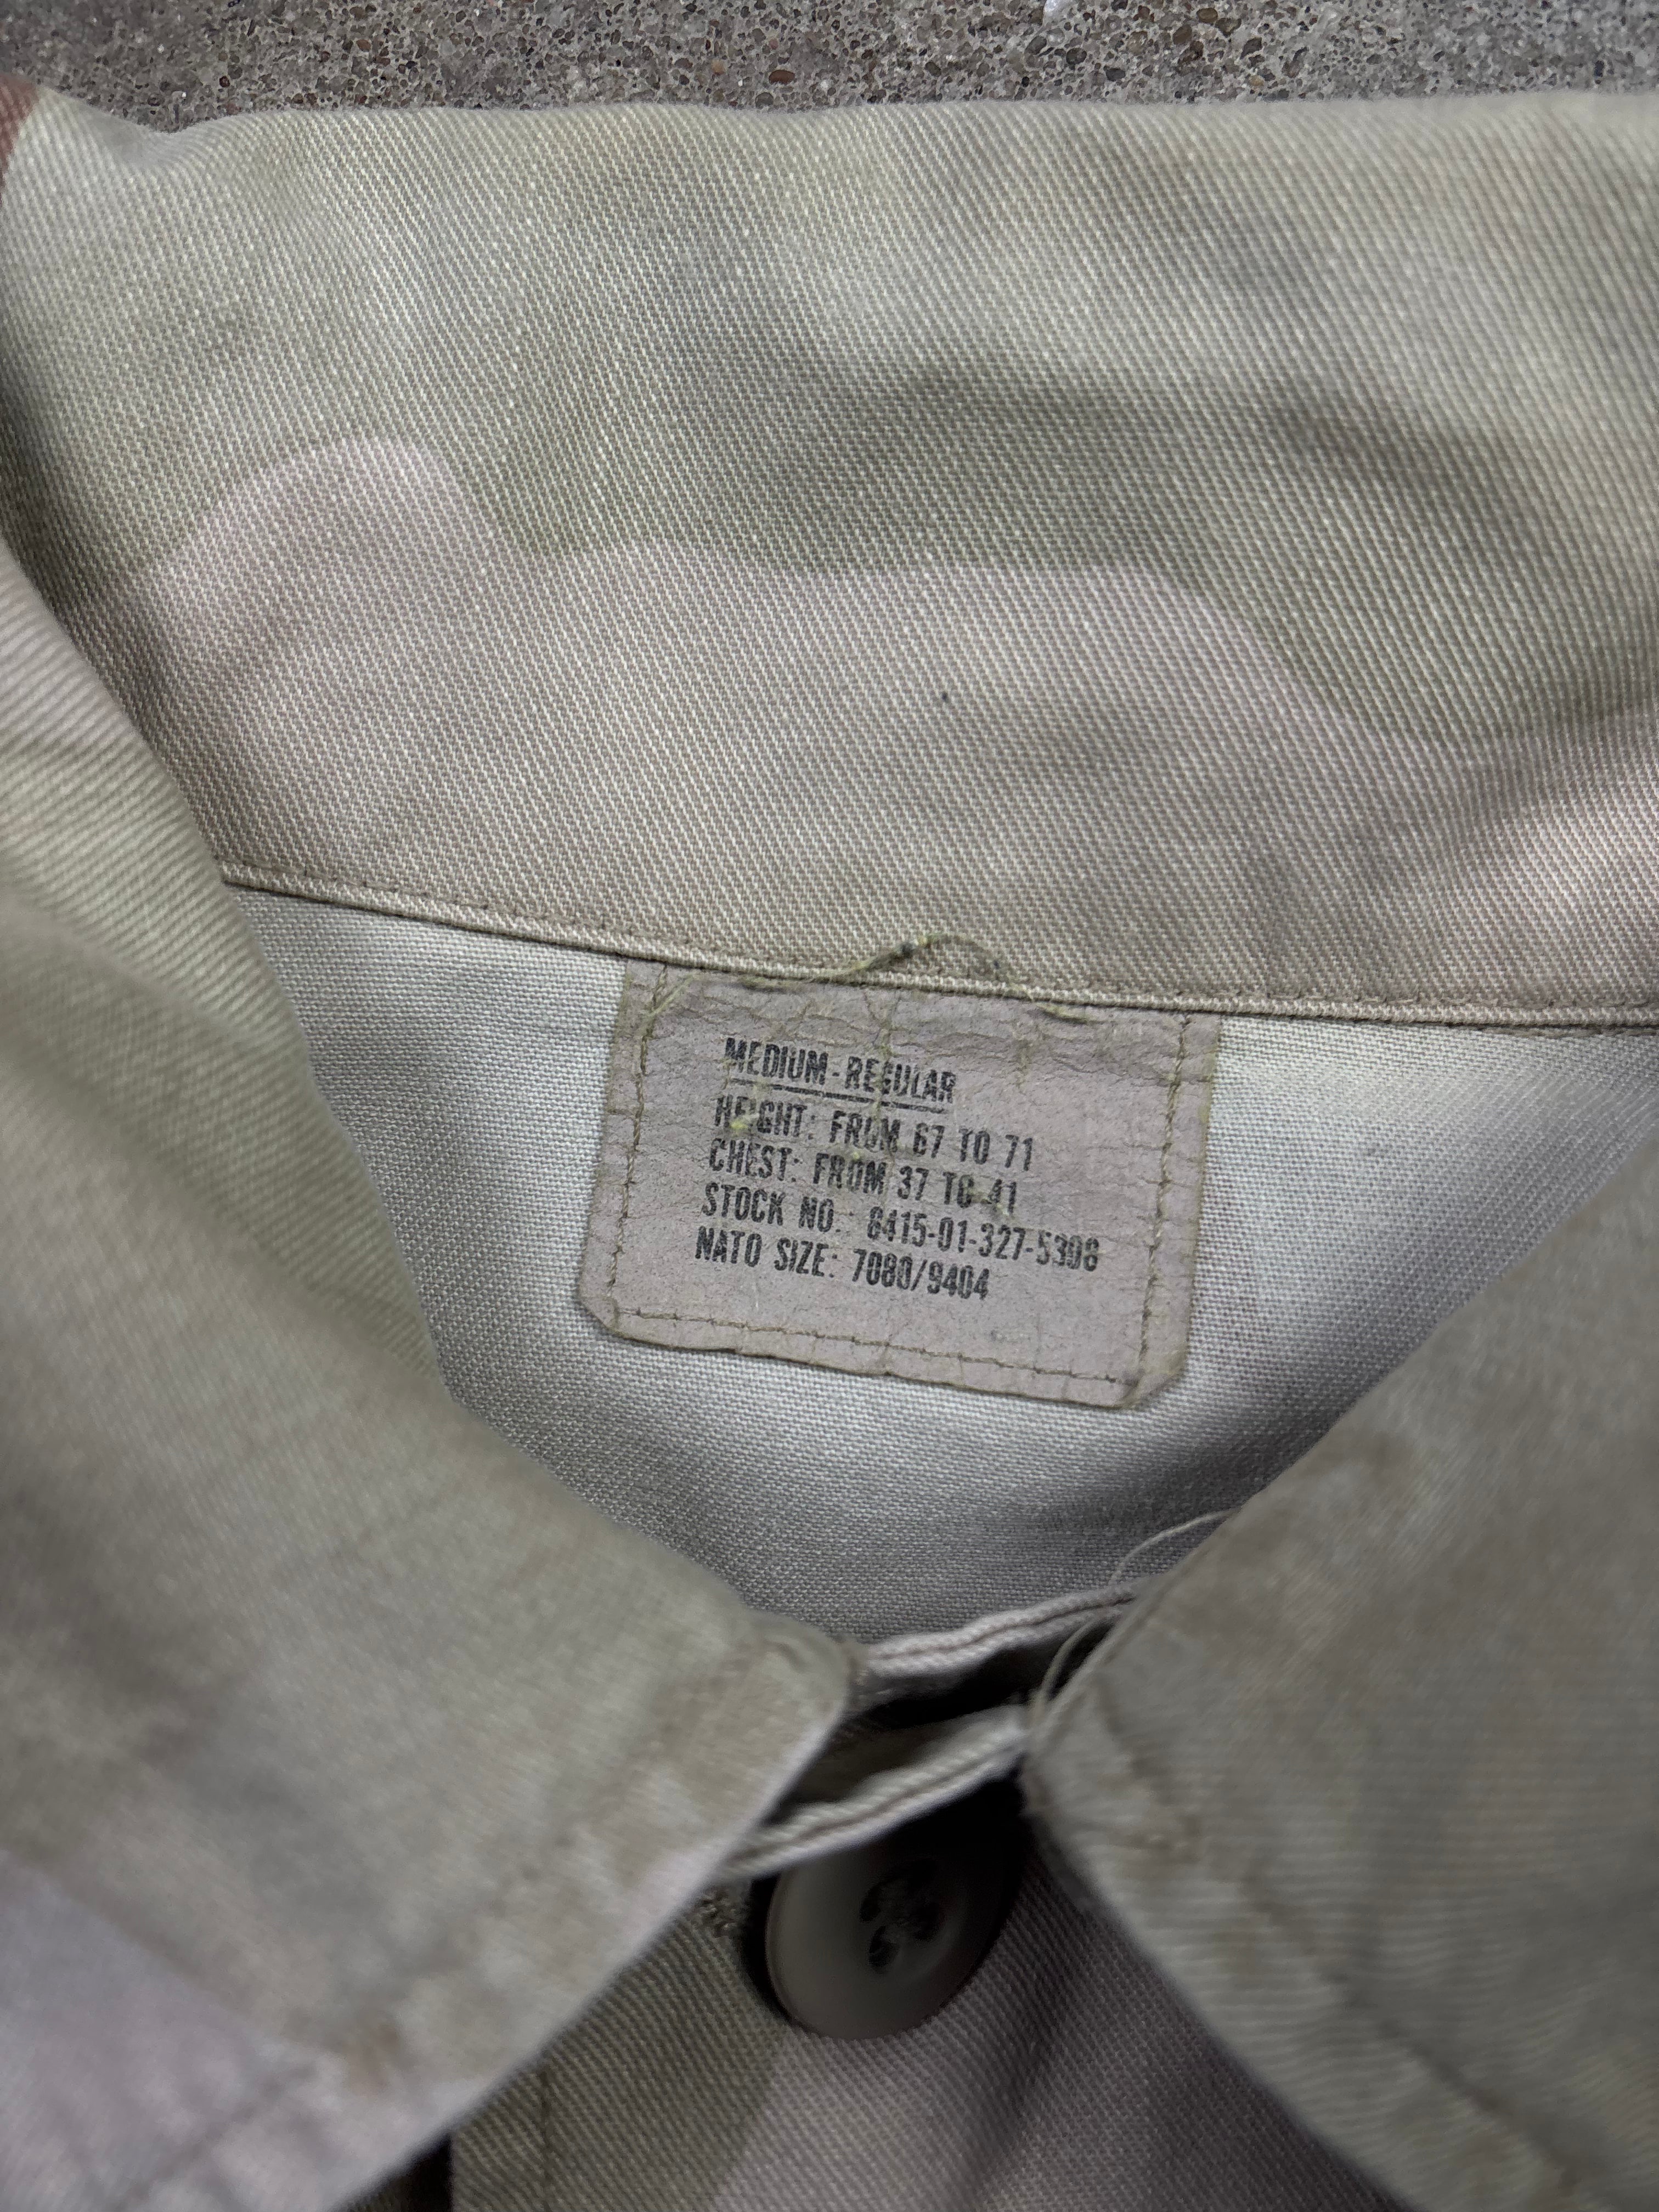 MEDIUM-REGULAR
HEIGHT: FROM 67 TO 71
CHEST: FROM 37 TO 41
STOCK NO.: 8415-01-327-5308
NATO SIZE: 7080/9404